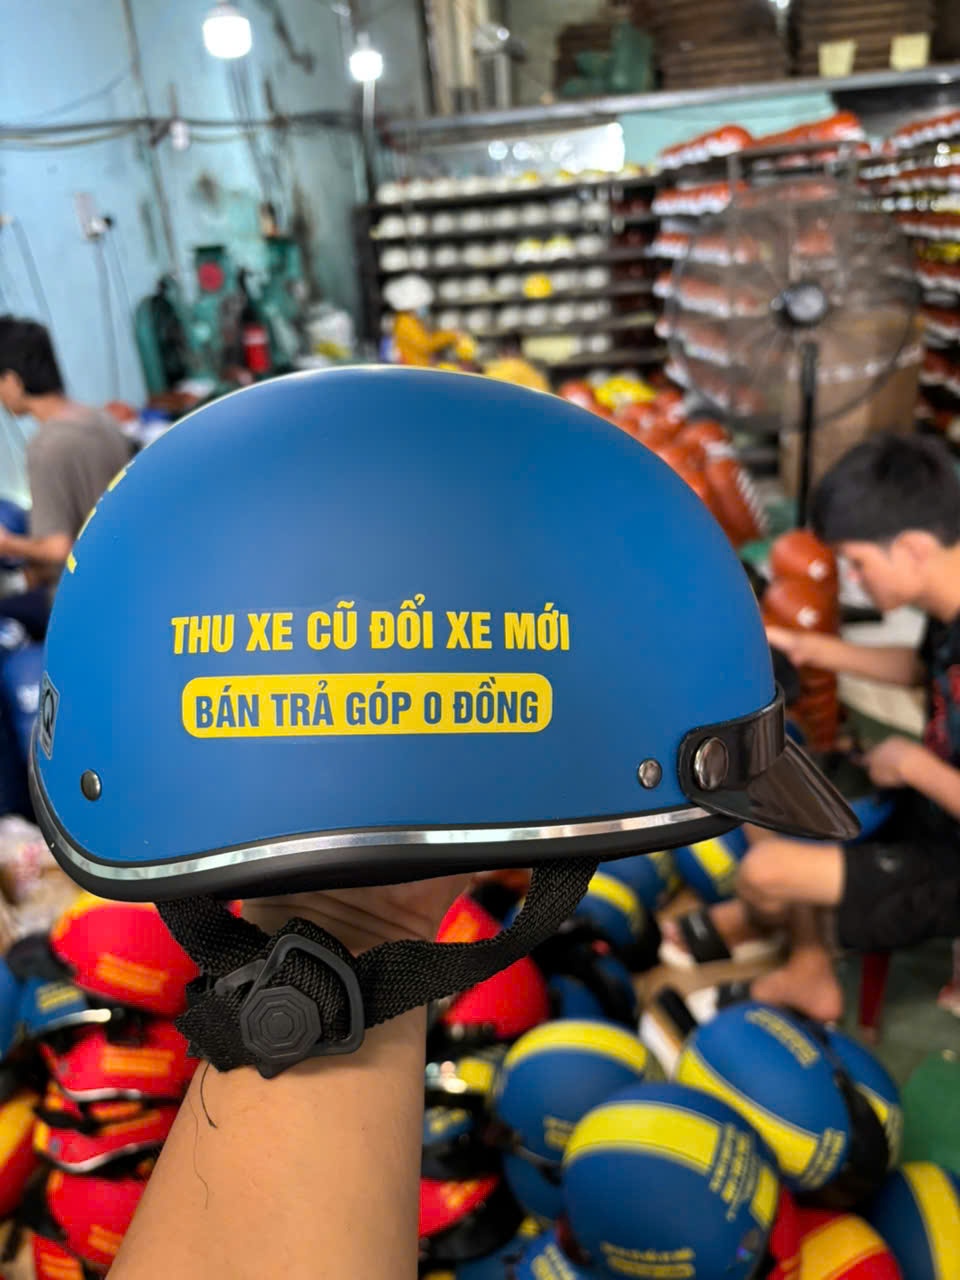 THU XE CŨ ĐỔI XE MỚI
BÁN TRẢ GÓP 0 ĐỒNG